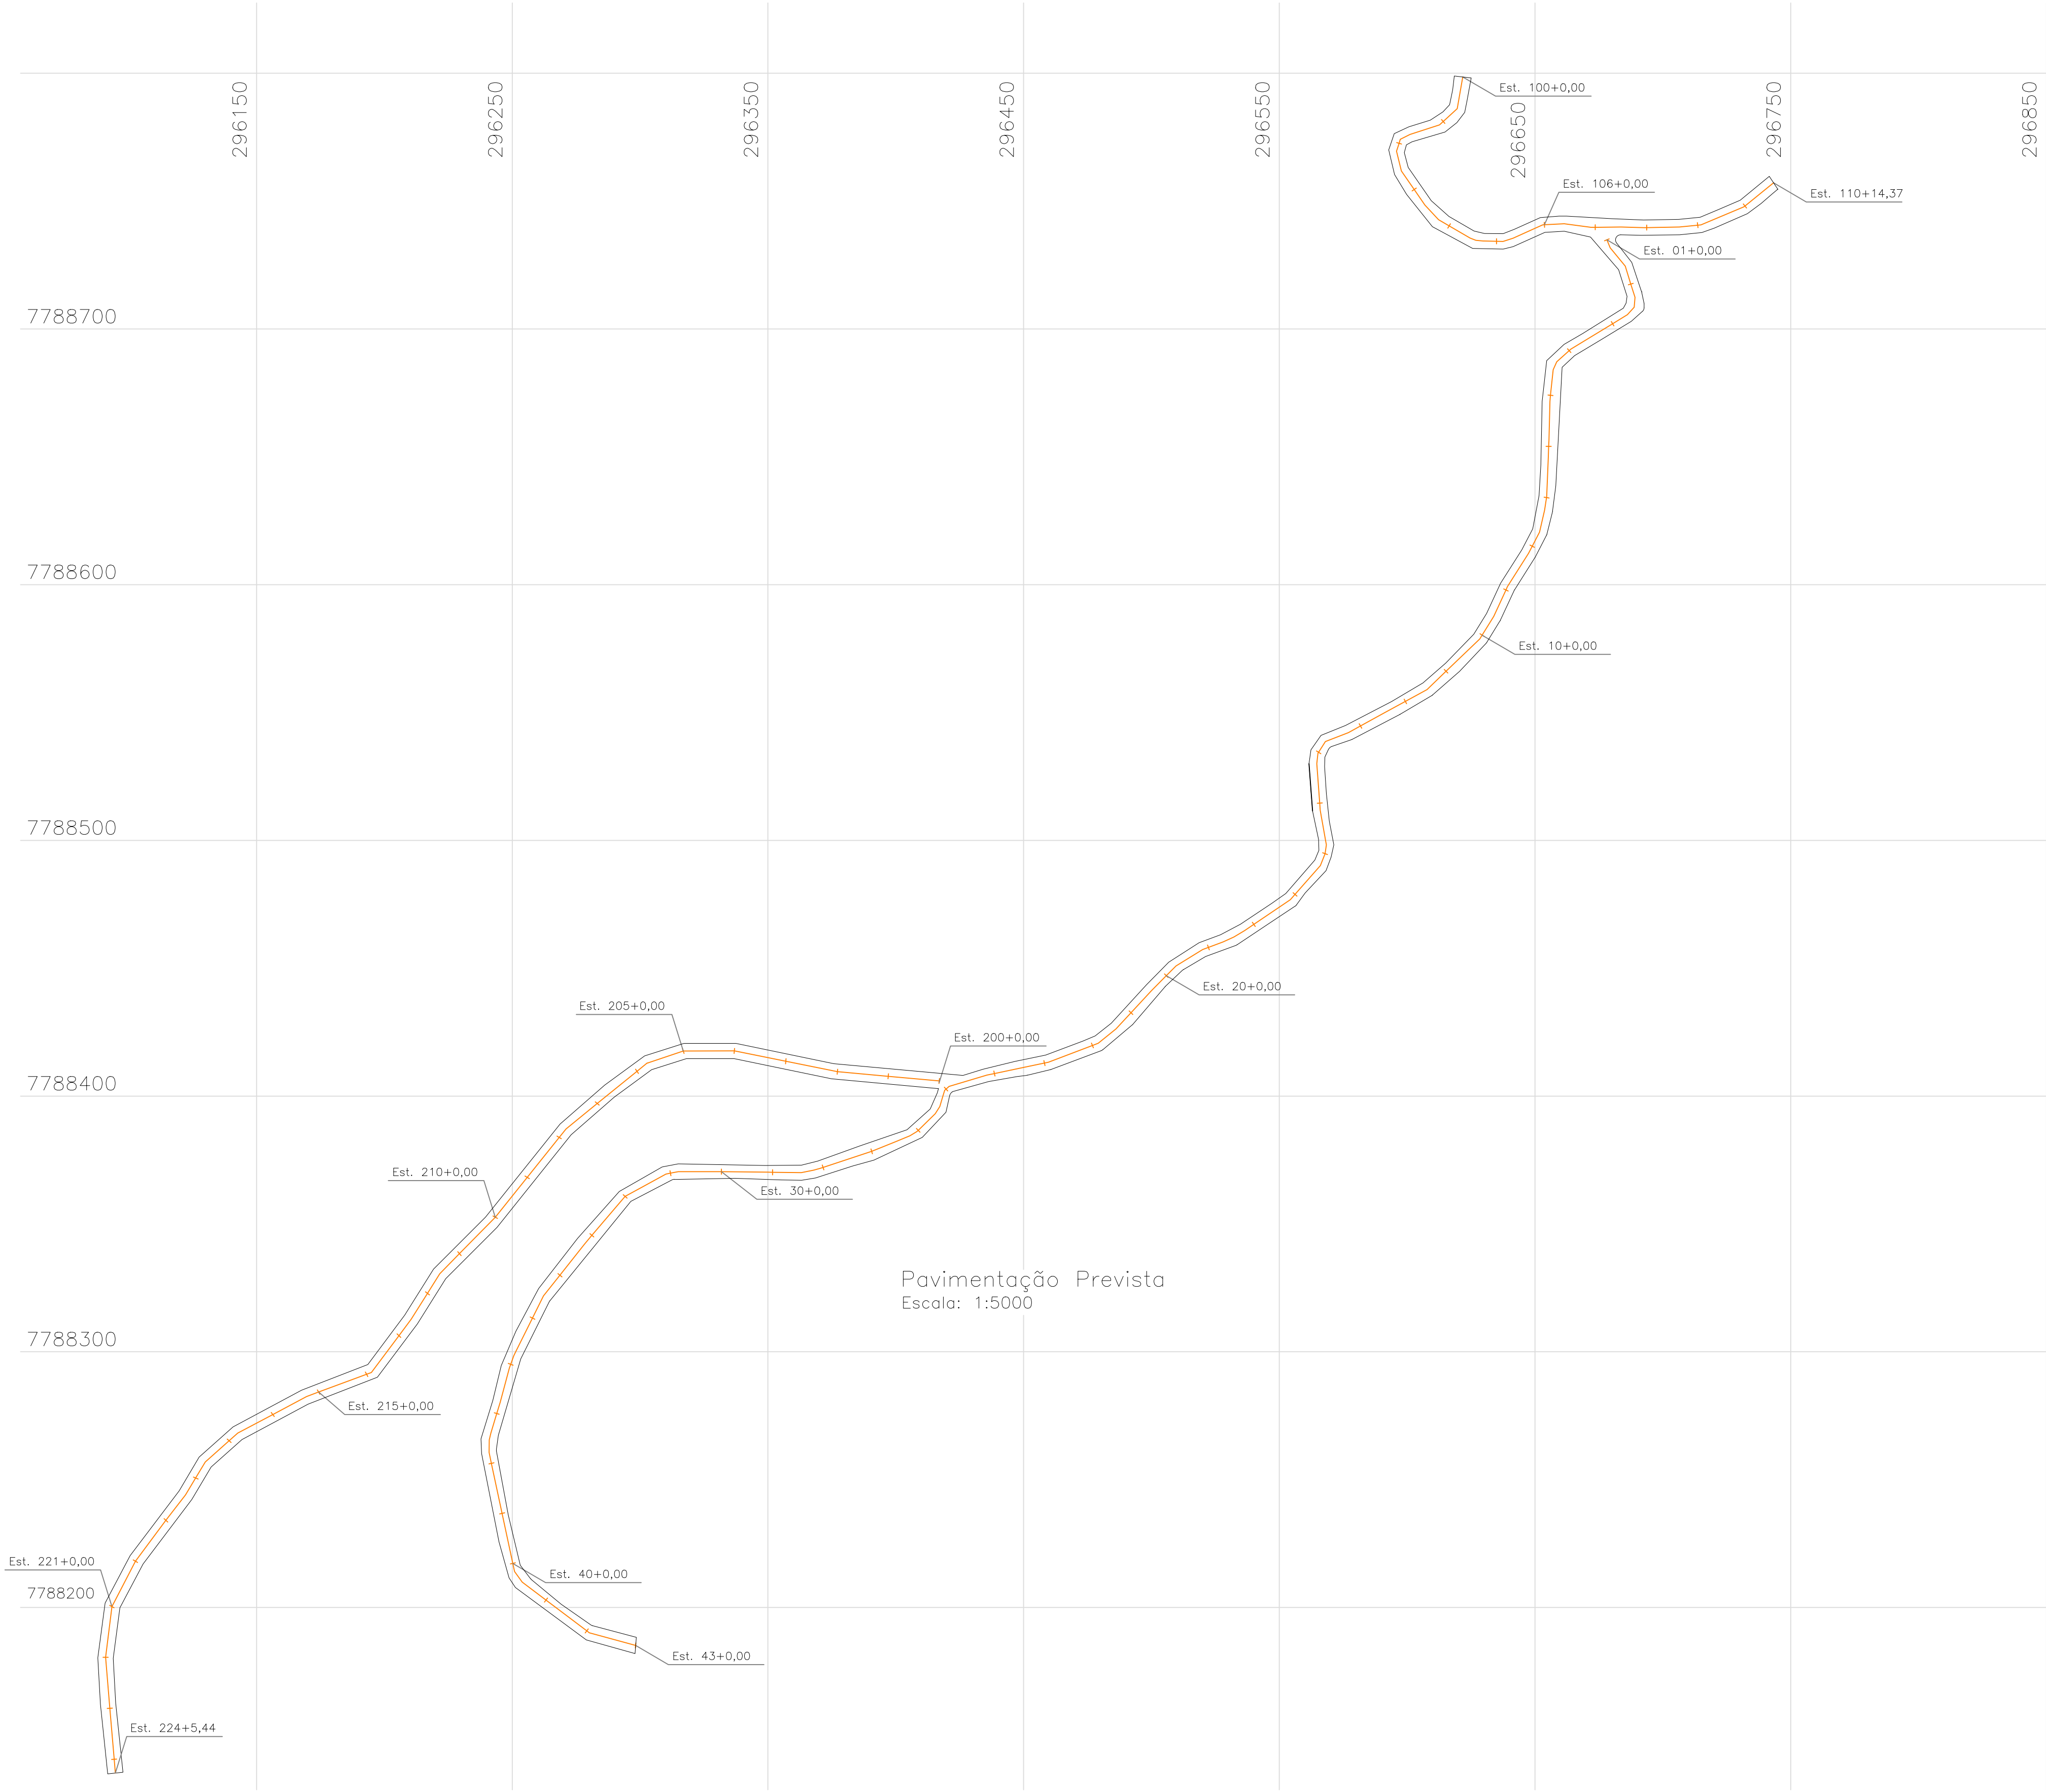 296150
296250
296350
296450
296550
296650
296750
296850
Est. 100+0,00
Est. 106+0,00
Est. 110+14,37
Est. 01+0,00
7788700
7788600
Est. 10+0,00
7788500
Est. 20+0,00
Est. 205+0,00
Est. 200+0,00
7788400
Est. 210+0,00
Est. 30+0,00
Pavimentação Prevista
Escala: 1:5000
7788300
Est. 215+0,00
Est. 221+0,00
Est. 40+0,00
7788200
Est. 43+0,00
Est. 224+5,44